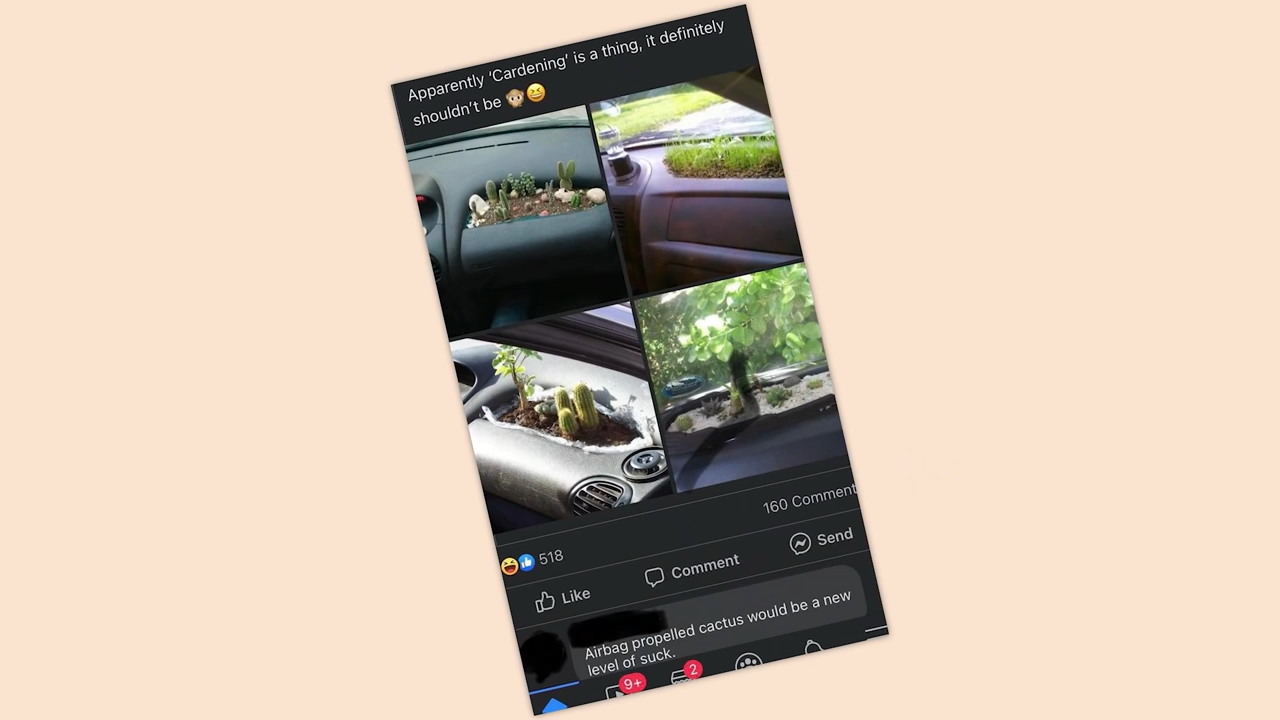 Apparently ‘Cardening’ is a thing, it definitely
shouldn't be 🙊😆
518
160 Comment
Like
Comment
Send
Airbag propelled cactus would be a new
level of suck.
9+
2